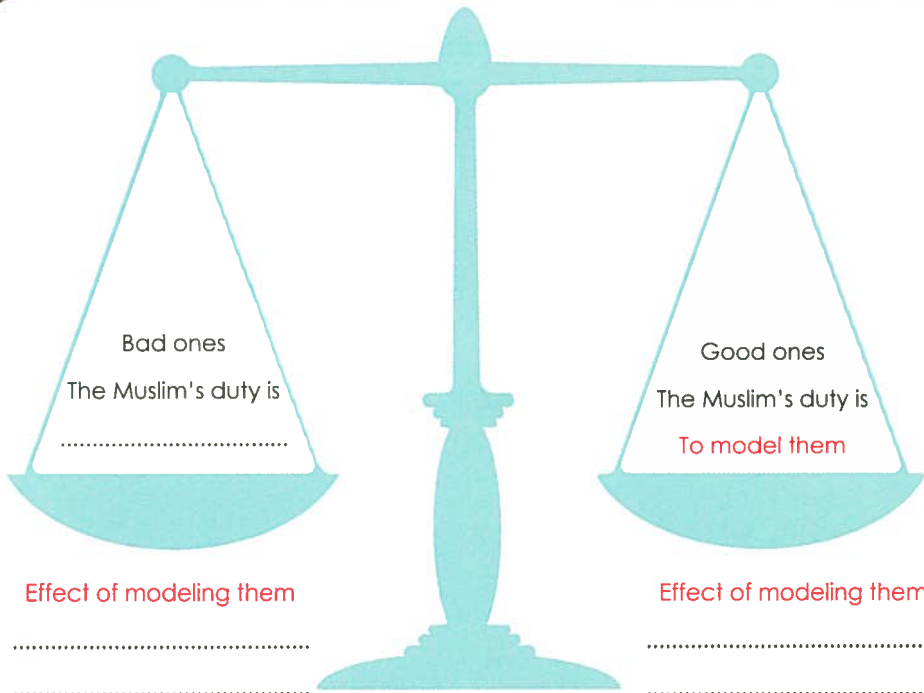 Bad ones
The Muslim's duty is
........................................
Effect of modeling them
....................................................
....................................................
Good ones
The Muslim's duty is
To model them
Effect of modeling them
....................................................
....................................................